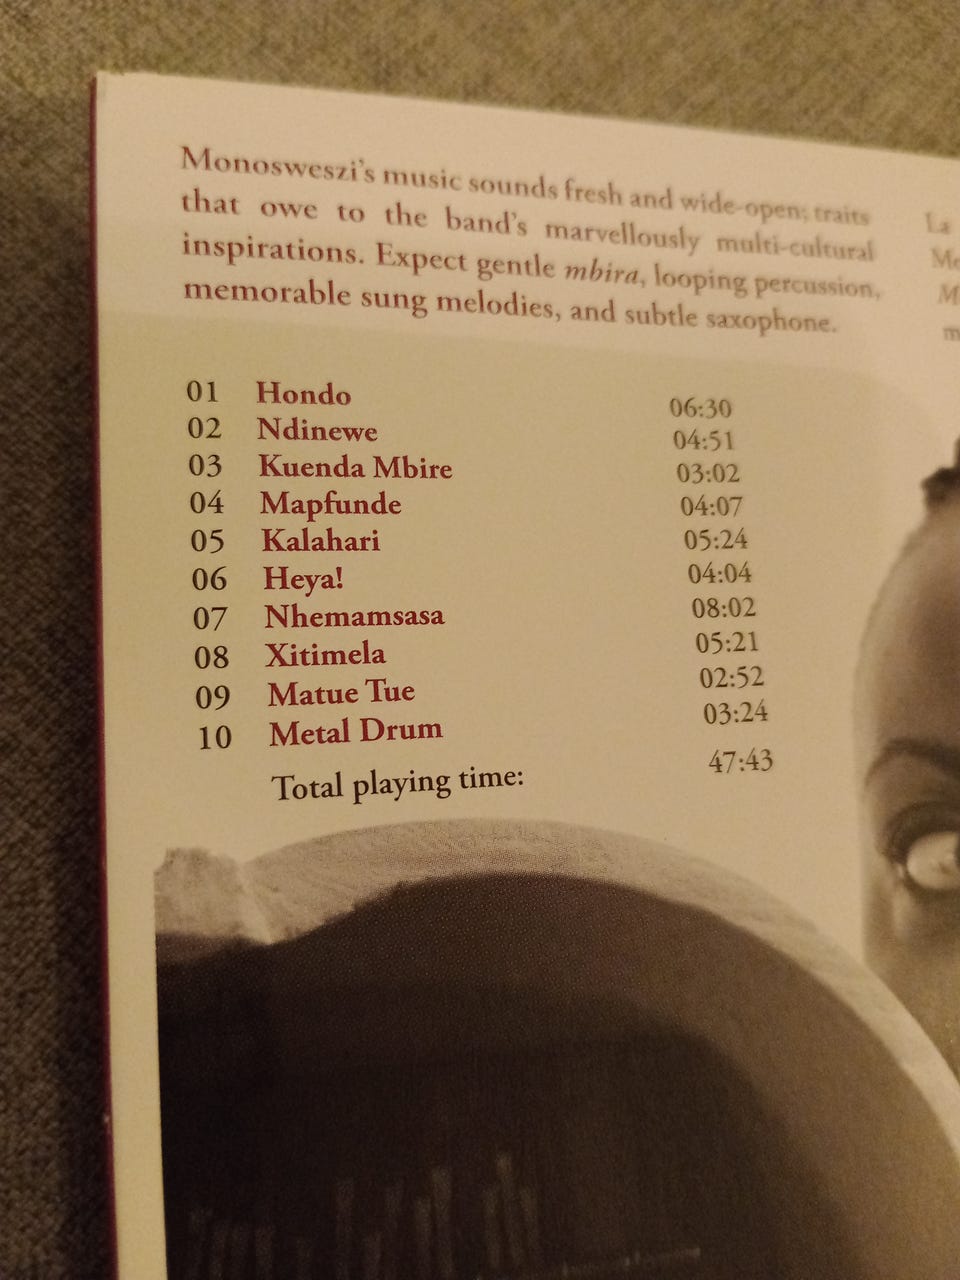 Monosweszi's music sounds fresh and wide-open; traits
that owe to the band's marvellously multi-cultural
inspirations. Expect gentle mbira, looping percussion,
memorable sung melodies, and subtle saxophone.
01 Hondo 06:30
02 Ndinewe 04:51
03 Kuenda Mbire 03:02
04 Mapfunde 04:07
05 Kalahari 05:24
06 Heya! 04:04
07 Nhemamsasa 08:02
08 Xitimela 05:21
09 Matue Tue 02:52
10 Metal Drum 03:24
Total playing time: 47:43
La